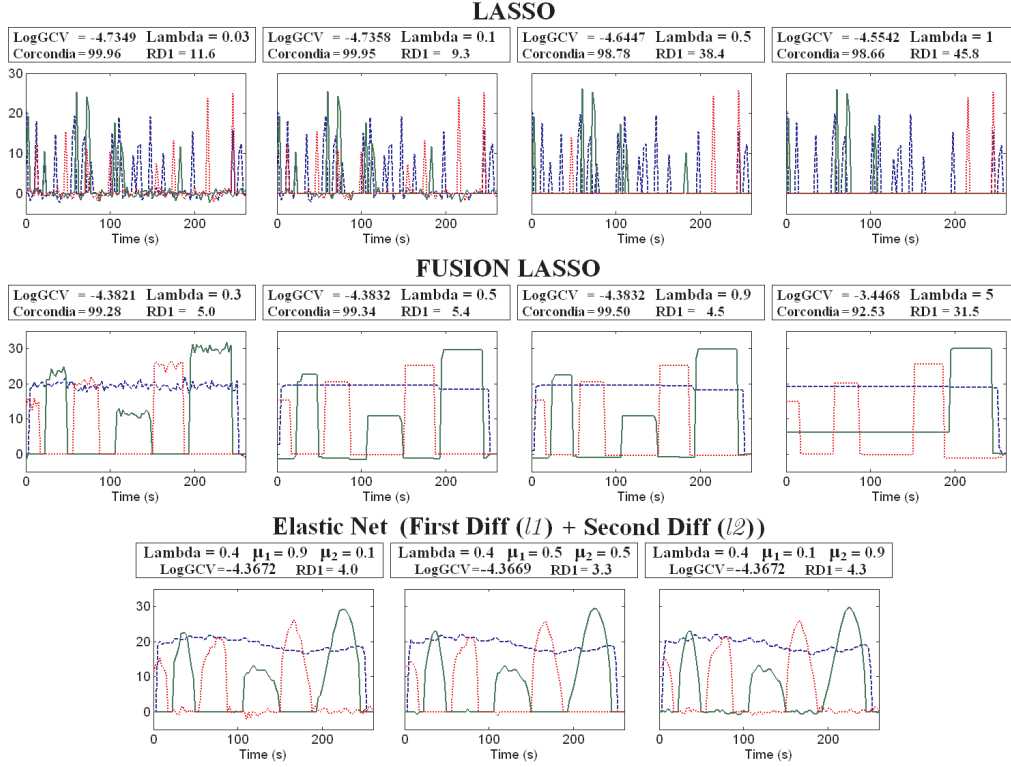 LASSO
LogGCV = -4.7349 Lambda = 0.03
Corcondia = 99.96 RD1 = 11.6
LogGCV = -4.7358 Lambda = 0.1
Corcondia = 99.95 RD1 = 9.3
LogGCV = -4.6447 Lambda = 0.5
Corcondia = 98.78 RD1 = 38.4
LogGCV = -4.5542 Lambda = 1
Corcondia = 98.66 RD1 = 45.8
30
20
10
0
0 100 200
Time (s)
0 100 200
Time (s)
0 100 200
Time (s)
0 100 200
Time (s)
FUSION LASSO
LogGCV = -4.3821 Lambda = 0.3
Corcondia = 99.28 RD1 = 5.0
LogGCV = -4.3832 Lambda = 0.5
Corcondia = 99.34 RD1 = 5.4
LogGCV = -4.3832 Lambda = 0.9
Corcondia = 99.50 RD1 = 4.5
LogGCV = -3.4468 Lambda = 5
Corcondia = 92.53 RD1 = 31.5
30
20
10
0
0 100 200
Time (s)
0 100 200
Time (s)
0 100 200
Time (s)
0 100 200
Time (s)
Elastic Net (First Diff (l1) + Second Diff (l2))
Lambda = 0.4 μ1 = 0.9 μ2 = 0.1
LogGCV=-4.3672 RD1 = 4.0
Lambda = 0.4 μ1 = 0.5 μ2 = 0.5
LogGCV=-4.3669 RD1 = 3.3
Lambda = 0.4 μ1 = 0.1 μ2 = 0.9
LogGCV=-4.3672 RD1 = 4.3
30
20
10
0
0 100 200
Time (s)
30
20
10
0
0 100 200
Time (s)
30
20
10
0
0 100 200
Time (s)